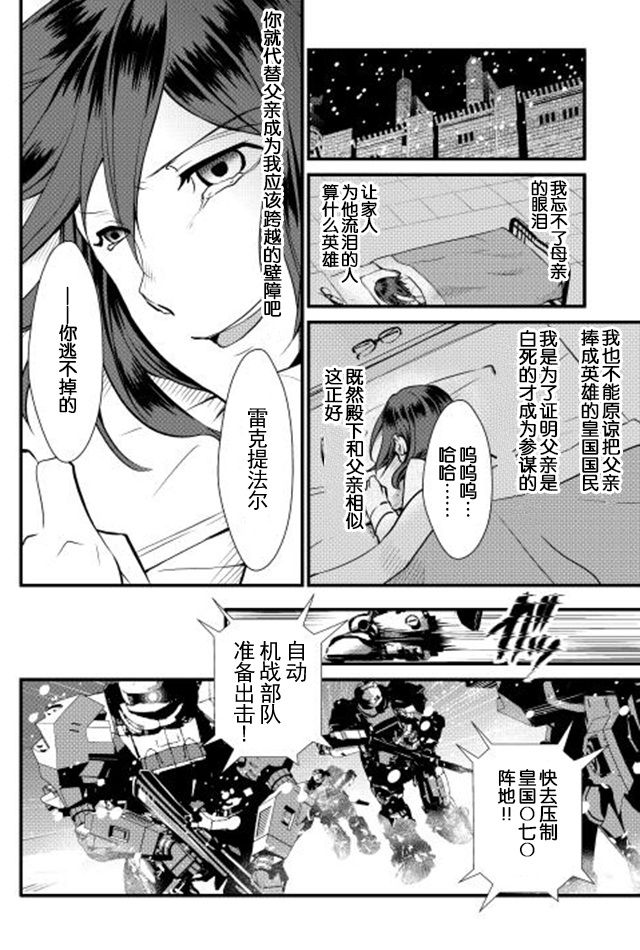 我忘不了母亲
的眼泪
让家人
为他流泪的人
算什么英雄
我也不能原谅把父亲
捧成英雄的皇国国民
我是为了证明父亲是
白死的才成为参谋的
呜呜呜…
哈哈……
既然殿下和父亲相似
这正好
你就代替父亲成为我应该跨越的壁障吧
雷克提法尔
——你逃不掉的
自动
机战部队
准备出击！
快去压制
皇国〇七〇
阵地!!